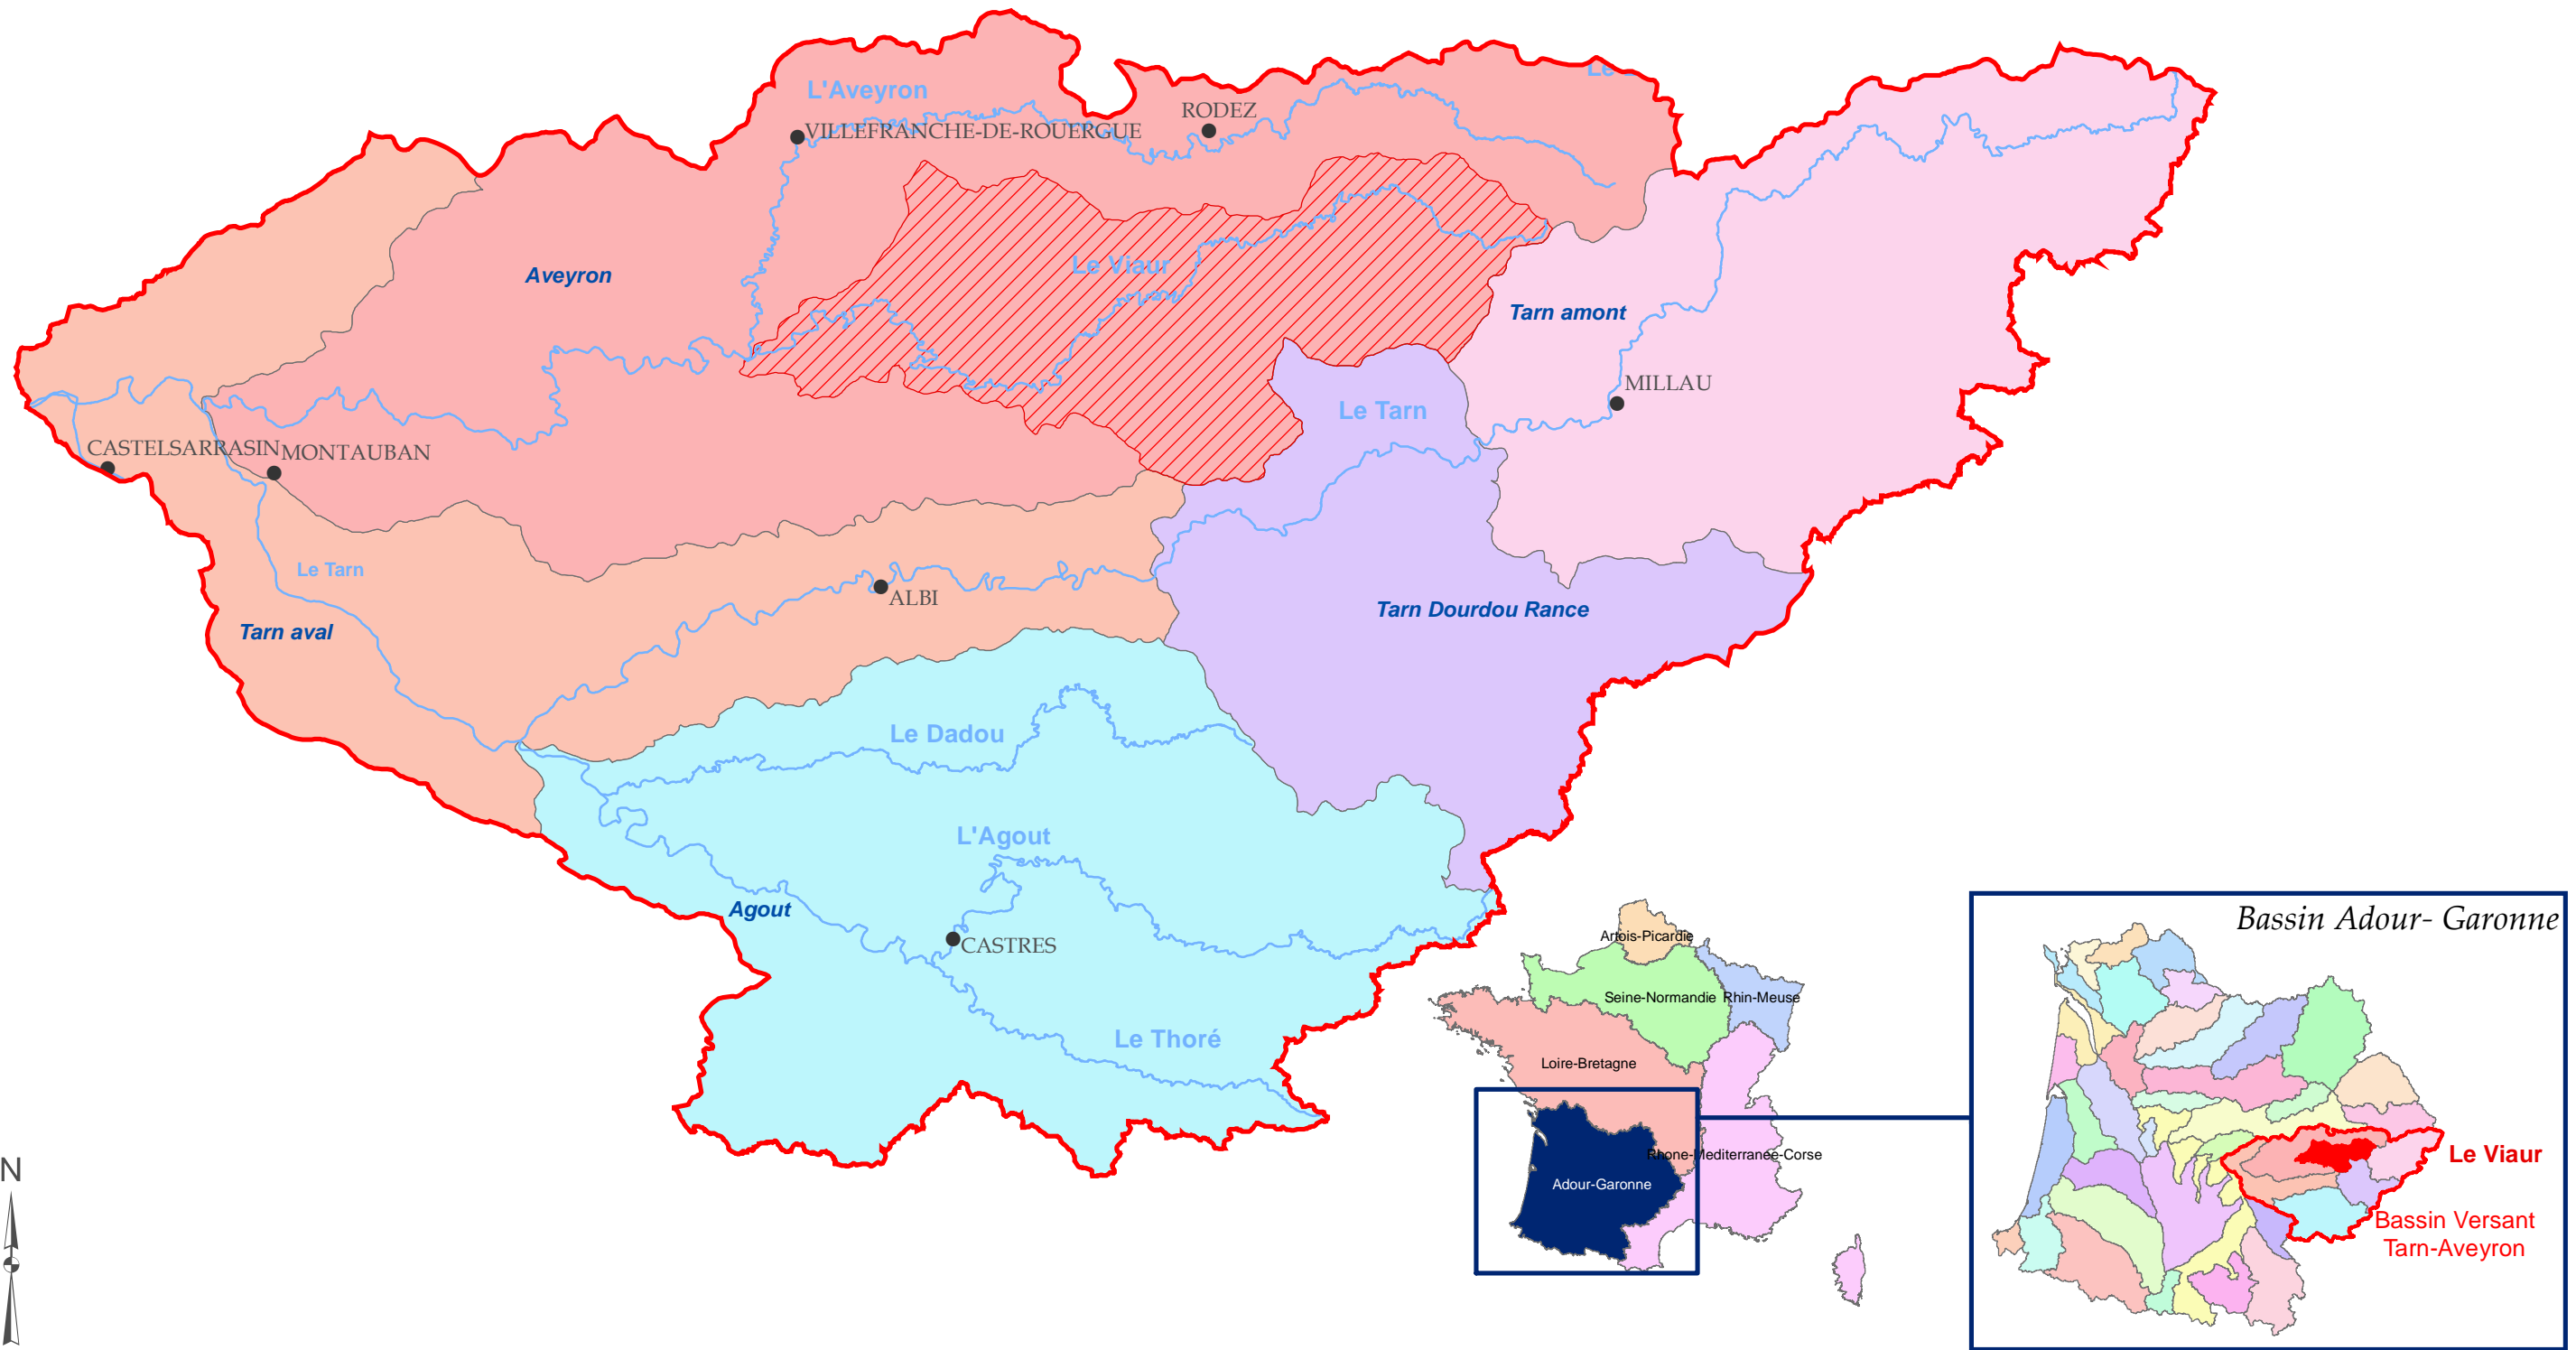 L'Aveyron
VILLEFRANCHE-DE-ROUERGUE
RODEZ
Aveyron
Le Viaur
Tarn amont
MILLAU
Le Tarn
CASTELSARRASIN
MONTAUBAN
Le Tarn
ALBI
Tarn aval
Tarn Dourdou Rance
Le Dadou
L'Agout
Agout
CASTRES
Le Thoré
N
Artois-Picardie
Seine-Normandie
Rhin-Meuse
Loire-Bretagne
Rhone-Mediterranée-Corse
Adour-Garonne
Bassin Adour- Garonne
Le Viaur
Bassin Versant
Tarn-Aveyron